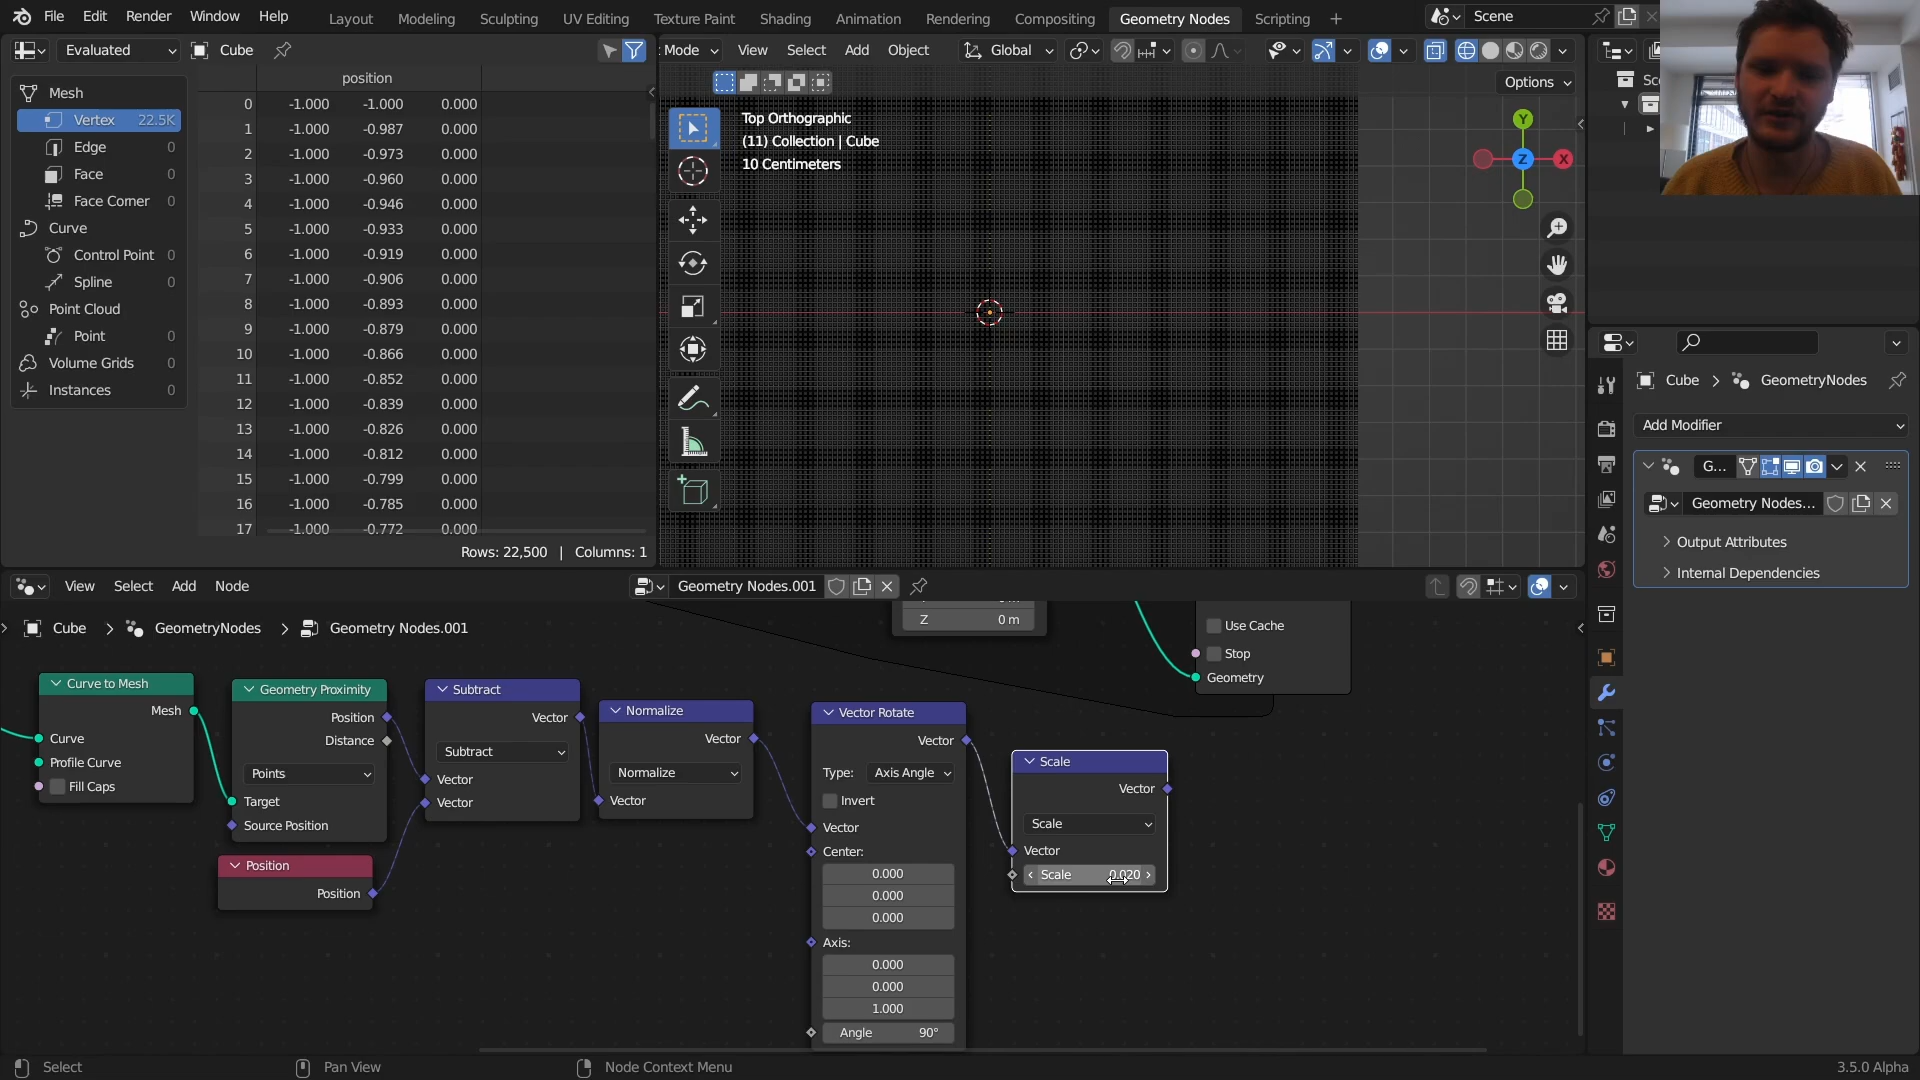 File Edit Render Window Help Layout Modeling Sculpting UV Editing Texture Paint Shading Animation Rendering Compositing Geometry Nodes Scripting + Scene
Evaluated Cube
position
Mesh
Vertex 22.5K
Edge 0
Face 0
Face Corner 0
Curve
Control Point 0
Spline 0
Point Cloud
Point 0
Volume Grids 0
Instances 0
0 -1.000 -1.000 0.000
1 -1.000 -0.987 0.000
2 -1.000 -0.973 0.000
3 -1.000 -0.960 0.000
4 -1.000 -0.946 0.000
5 -1.000 -0.933 0.000
6 -1.000 -0.919 0.000
7 -1.000 -0.906 0.000
8 -1.000 -0.893 0.000
9 -1.000 -0.879 0.000
10 -1.000 -0.866 0.000
11 -1.000 -0.852 0.000
12 -1.000 -0.839 0.000
13 -1.000 -0.826 0.000
14 -1.000 -0.812 0.000
15 -1.000 -0.799 0.000
16 -1.000 -0.785 0.000
17 -1.000 -0.772 0.000
Rows: 22,500 | Columns: 1
Mode View Select Add Object Global
Options
Top Orthographic
(11) Collection | Cube
10 Centimeters
Y
Z X
Sc
Cube > GeometryNodes
Add Modifier
G...
Geometry Nodes...
Output Attributes
Internal Dependencies
View Select Add Node Geometry Nodes.001
Cube > GeometryNodes > Geometry Nodes.001
Z 0 m
Use Cache
Stop
Geometry
Curve to Mesh
Mesh
Curve
Profile Curve
Fill Caps
Geometry Proximity
Position
Distance
Points
Target
Source Position
Position
Position
Subtract
Vector
Subtract
Vector
Vector
Normalize
Vector
Normalize
Vector
Vector Rotate
Vector
Type: Axis Angle
Invert
Vector
Center:
0.000
0.000
0.000
Axis:
0.000
0.000
1.000
Angle 90°
Scale
Vector
Scale
Vector
Scale 0.020
Select Pan View Node Context Menu 3.5.0 Alpha